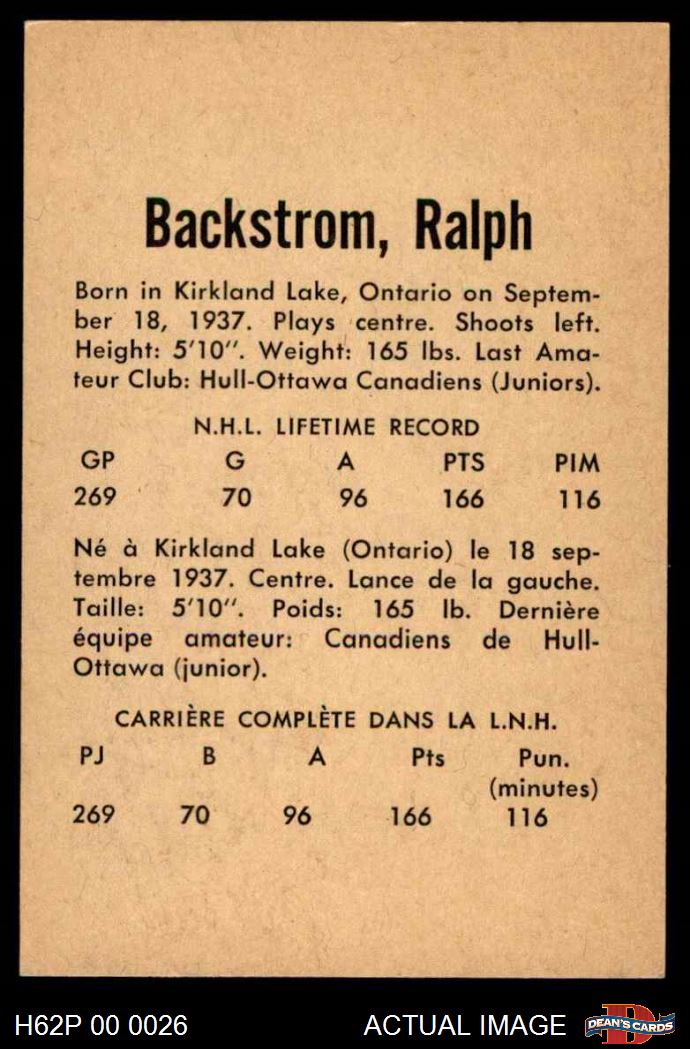 Backstrom, Ralph
Born in Kirkland Lake, Ontario on Septem-
ber 18, 1937. Plays centre. Shoots left.
Height: 5'10". Weight: 165 lbs. Last Ama-
teur Club: Hull-Ottawa Canadiens (Juniors).
N.H.L. LIFETIME RECORD
GP G A PTS PIM
269 70 96 166 116
Né à Kirkland Lake (Ontario) le 18 sep-
tembre 1937. Centre. Lance de la gauche.
Taille: 5'10". Poids: 165 lb. Dernière
équipe amateur: Canadiens de Hull-
Ottawa (junior).
CARRIÈRE COMPLÈTE DANS LA L.N.H.
PJ B A Pts Pun.
(minutes)
269 70 96 166 116
H62P 00 0026 ACTUAL IMAGE D DEAN'S CARDS